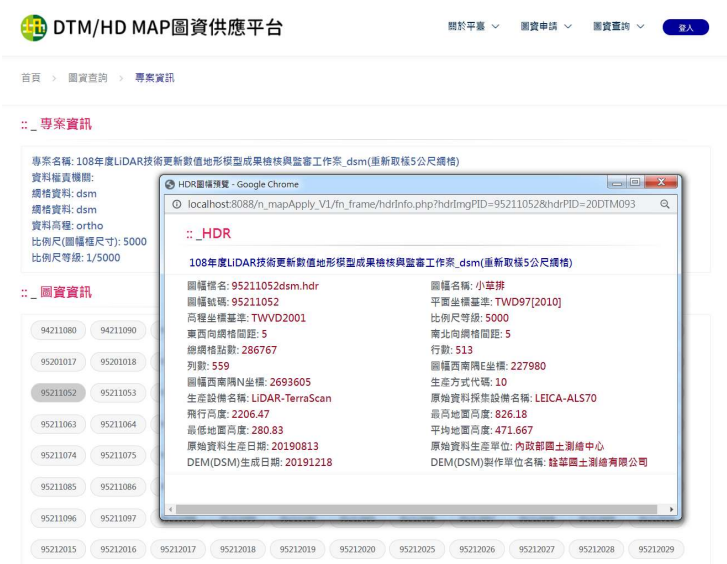 DTM/HD MAP圖資供應平台
關於平臺 圖資申請 圖資查詢 登入
首頁 > 圖資查詢 > 專案資訊
:: _ 專案資訊
專案名稱: 108年度LiDAR技術更新數值地形模型成果檢核與監審工作案_dsm(重新取樣5公尺網格)
資料權責機關:
網格資料: dsm
網格資料: dsm
資料高程: ortho
比例尺(圖幅框尺寸): 5000
比例尺等級: 1/5000
:: _ 圖資資訊
HDR圖幅預覽 - Google Chrome
localhost:8088/n_mapApply_V1/fn_frame/hdrInfo.php?hdrImgPID=95211052&hdrPID=20DTM093
:: _HDR
108年度LiDAR技術更新數值地形模型成果檢核與監審工作案_dsm(重新取樣5公尺網格)
圖幅檔名: 95211052dsm.hdr 圖幅名稱: 小草排
圖幅號碼: 95211052 平面坐標基準: TWD97[2010]
高程坐標基準: TWVD2001 比例尺等級: 5000
東西向網格間距: 5 南北向網格間距: 5
總網格點數: 286767 行數: 513
列數: 559 圖幅西南隅E坐標: 227980
圖幅西南隅N坐標: 2693605 生產方式代碼: 10
生產設備名稱: LiDAR-TerraScan 原始資料採集設備名稱: LEICA-ALS70
飛行高度: 2206.47 最高地面高度: 826.18
最低地面高度: 280.83 平均地面高度: 471.667
原始資料生產日期: 20190813 原始資料生產單位: 內政部國土測繪中心
DEM(DSM)生成日期: 20191218 DEM(DSM)製作單位名稱: 詮華國土測繪有限公司
94211080 94211090
95201017 95201018
95211052 95211053
95211063 95211064
95211074 95211075
95211085 95211086
95211096 95211097
95212015 95212016 95212017 95212018 95212019 95212020 95212025 95212026 95212027 95212028 95212029